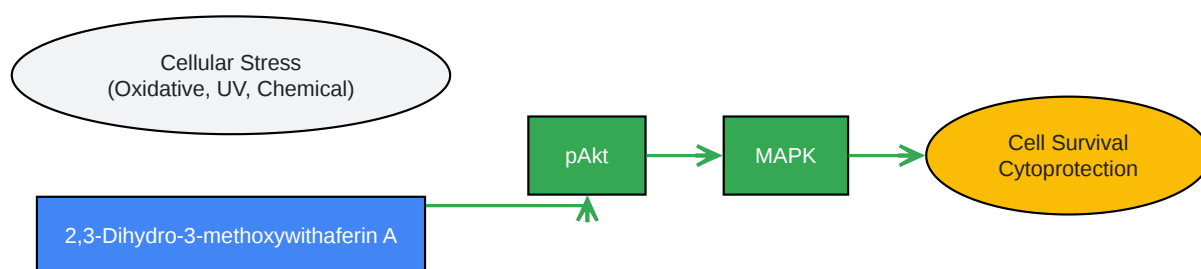 Cellular Stress
(Oxidative, UV, Chemical)
pAkt
MAPK
Cell Survival
Cytoprotection
2,3-Dihydro-3-methoxywithaferin A